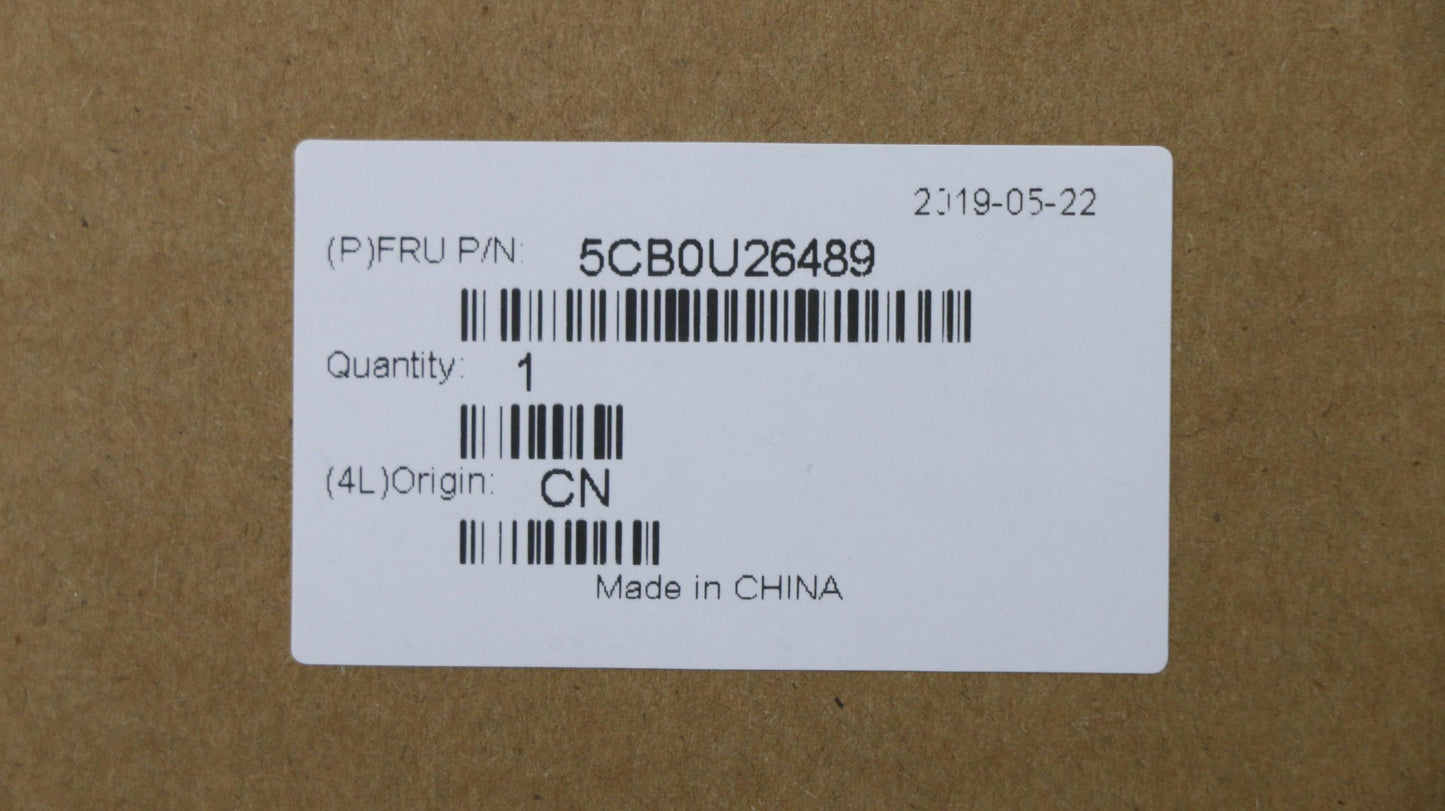 2019-05-22
(P)FRU P/N: 5CB0U26489
Quantity: 1
(4L)Origin: CN
Made in CHINA